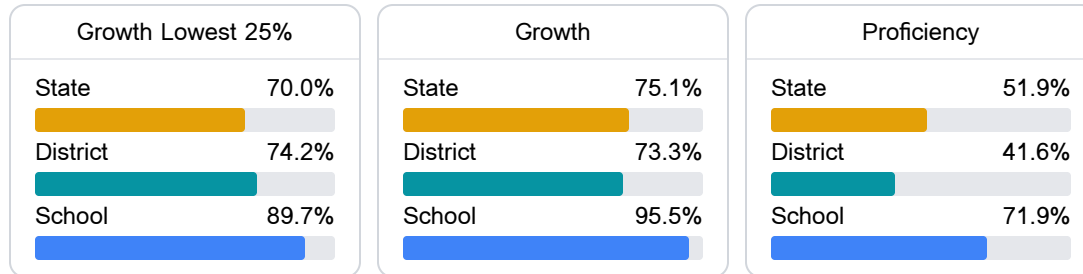 Growth Lowest 25%
State 70.0%
District 74.2%
School 89.7%
Growth
State 75.1%
District 73.3%
School 95.5%
Proficiency
State 51.9%
District 41.6%
School 71.9%